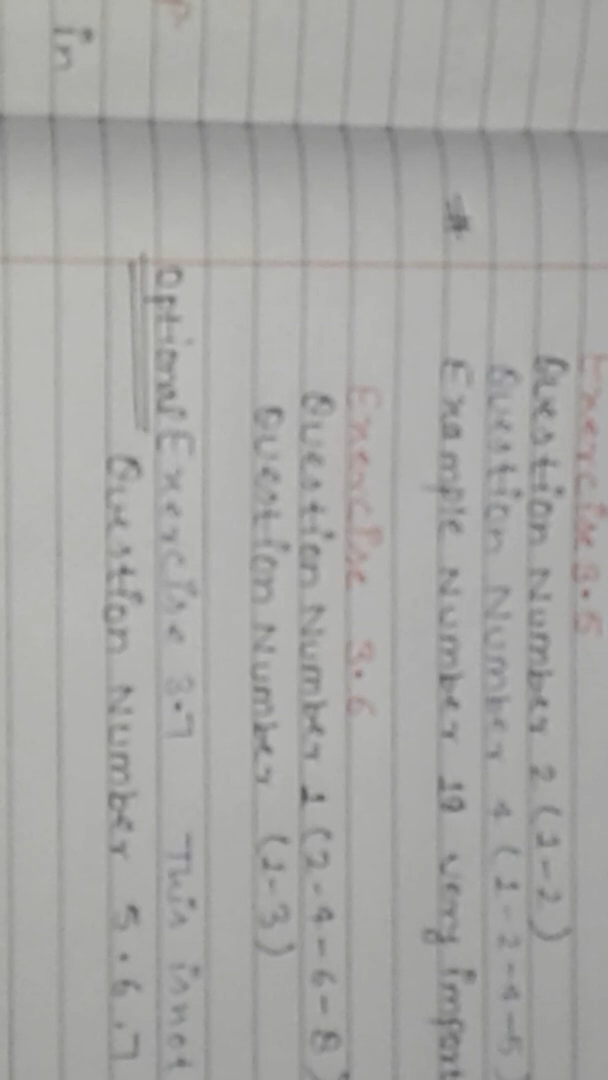 Exercise 3.5
Question Number 2 (1-2)
Question Number 4 (1-2-4-5)
Example Number 19 very import
Exercise 3.6
Question Number 1 (2-4-6-8)
Question Number (1-3)
Optional Exercise 3.7 This is not
Question Number 5.6.7
in